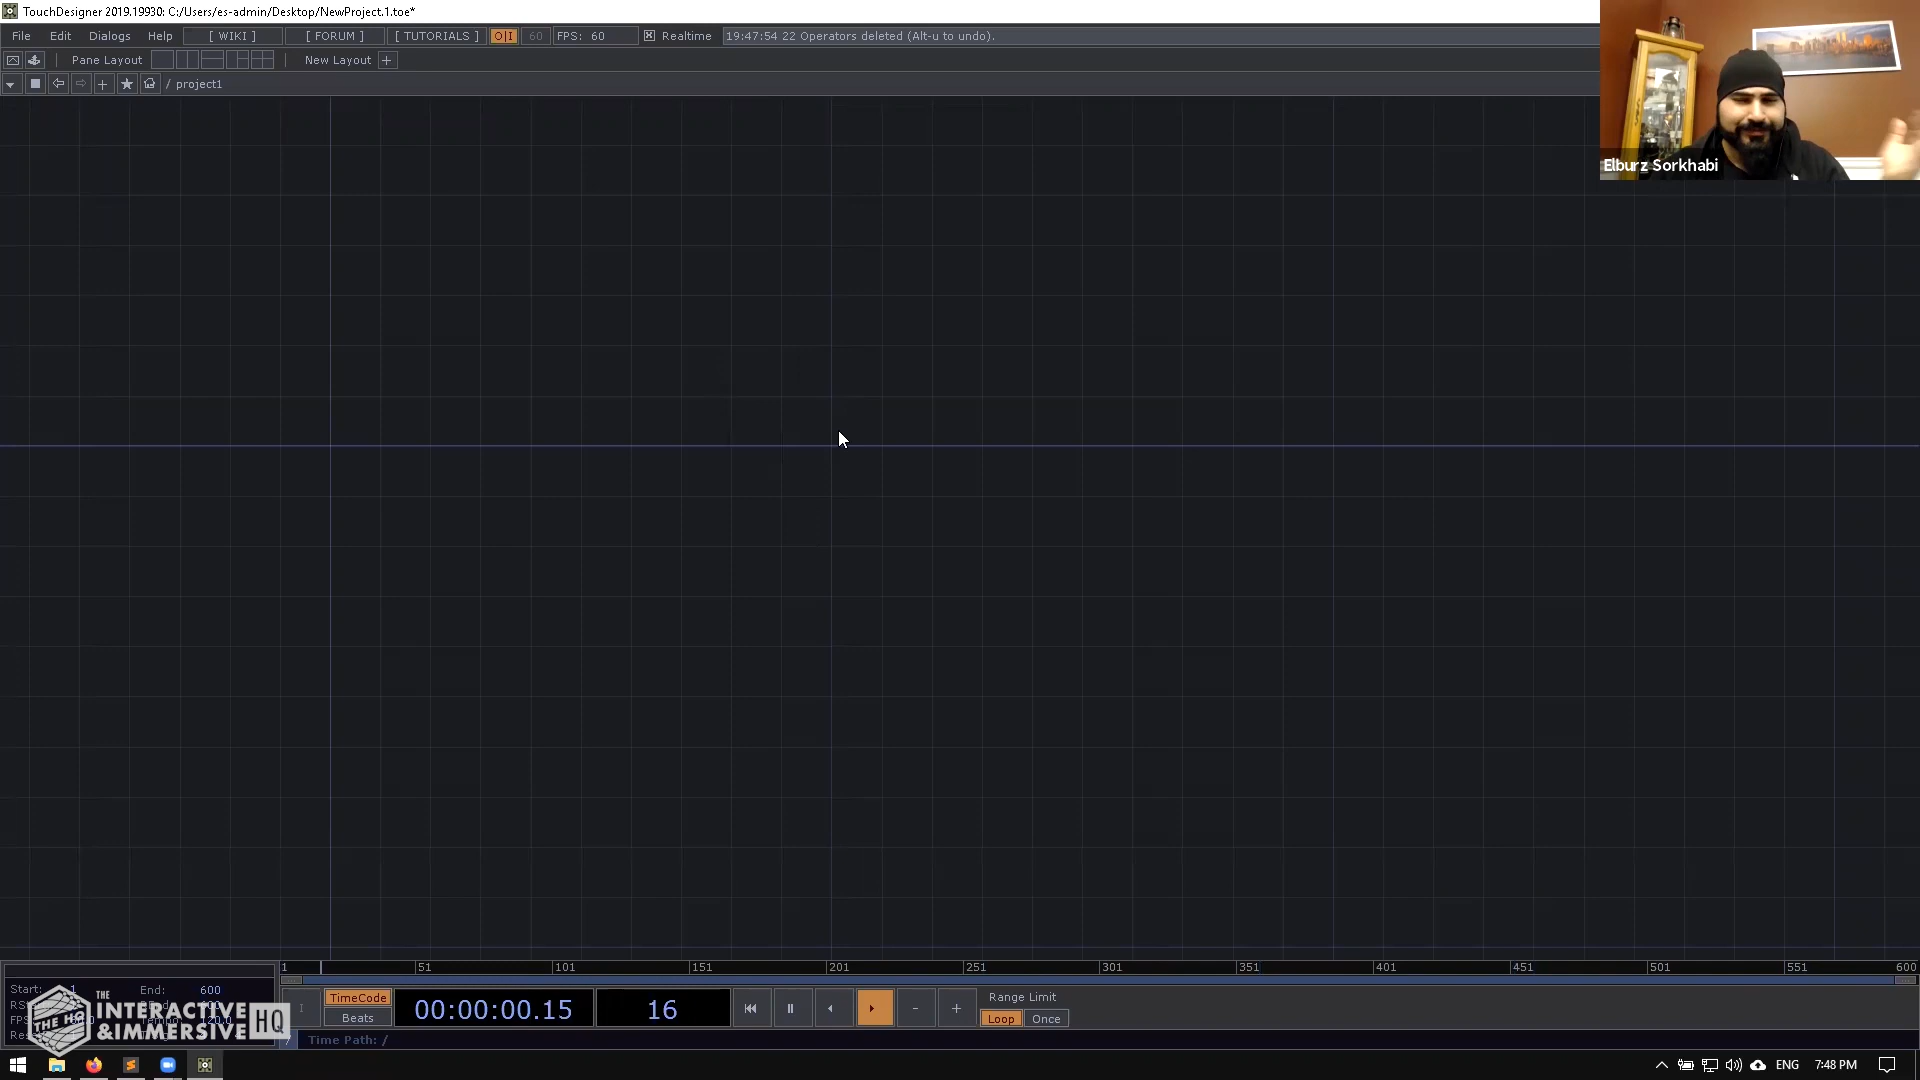 TouchDesigner 2019.19930: C:/Users/es-admin/Desktop/NewProject.1.toe*
File Edit Dialogs Help [ WIKI ] [ FORUM ] [ TUTORIALS ] O|I 60 FPS: 60 Realtime 19:47:54 22 Operators deleted (Alt-u to undo).
Pane Layout New Layout +
/ project1
Elburz Sorkhabi
1 51 101 151 201 251 301 351 401 451 501 551 600
Start: 1 End: 600
TimeCode
Beats
00:00:00.15
16
Range Limit
Loop Once
THE HQ
THE
INTERACTIVE
&IMMERSIVE
HQ
/ Time Path: /
ENG 7:48 PM